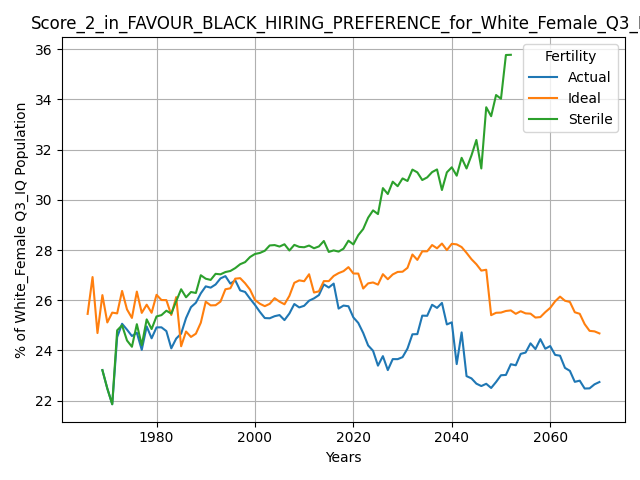 Score_2_in_FAVOUR_BLACK_HIRING_PREFERENCE_for_White_Female_Q3_
% of White_Female Q3_IQ Population
36
34
32
30
28
26
24
22
Fertility
Actual
Ideal
Sterile
1980
2000
2020
2040
2060
Years